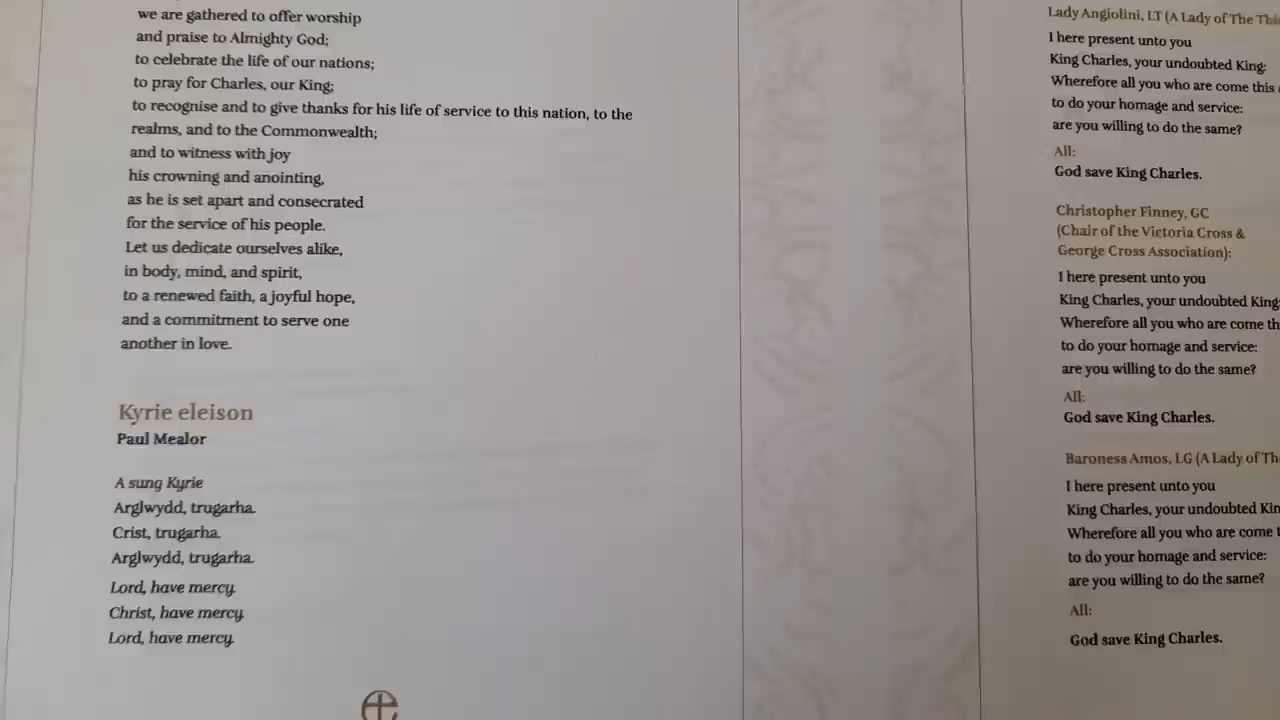 we are gathered to offer worship
and praise to Almighty God;
to celebrate the life of our nations;
to pray for Charles, our King;
to recognise and to give thanks for his life of service to this nation, to the
realms, and to the Commonwealth;
and to witness with joy
his crowning and anointing,
as he is set apart and consecrated
for the service of his people.
Let us dedicate ourselves alike,
in body, mind, and spirit,
to a renewed faith, a joyful hope,
and a commitment to serve one
another in love.
Kyrie eleison
Paul Mealor
A sung Kyrie
Arglwydd, trugarha.
Crist, trugarha.
Arglwydd, trugarha.
Lord, have mercy.
Christ, have mercy.
Lord, have mercy.
Lady Angiolini, LT (A Lady of The
I here present unto you
King Charles, your undoubted King:
Wherefore all you who are come this
to do your homage and service:
are you willing to do the same?
All:
God save King Charles.
Christopher Finney, GC
(Chair of the Victoria Cross &
George Cross Association):
I here present unto you
King Charles, your undoubted King
Wherefore all you who are come
to do your homage and service:
are you willing to do the same?
All:
God save King Charles.
Baroness Amos, LG (A Lady of
I here present unto you
King Charles, your undoubted
Wherefore all you who are come
to do your homage and service:
are you willing to do the same?
All:
God save King Charles.